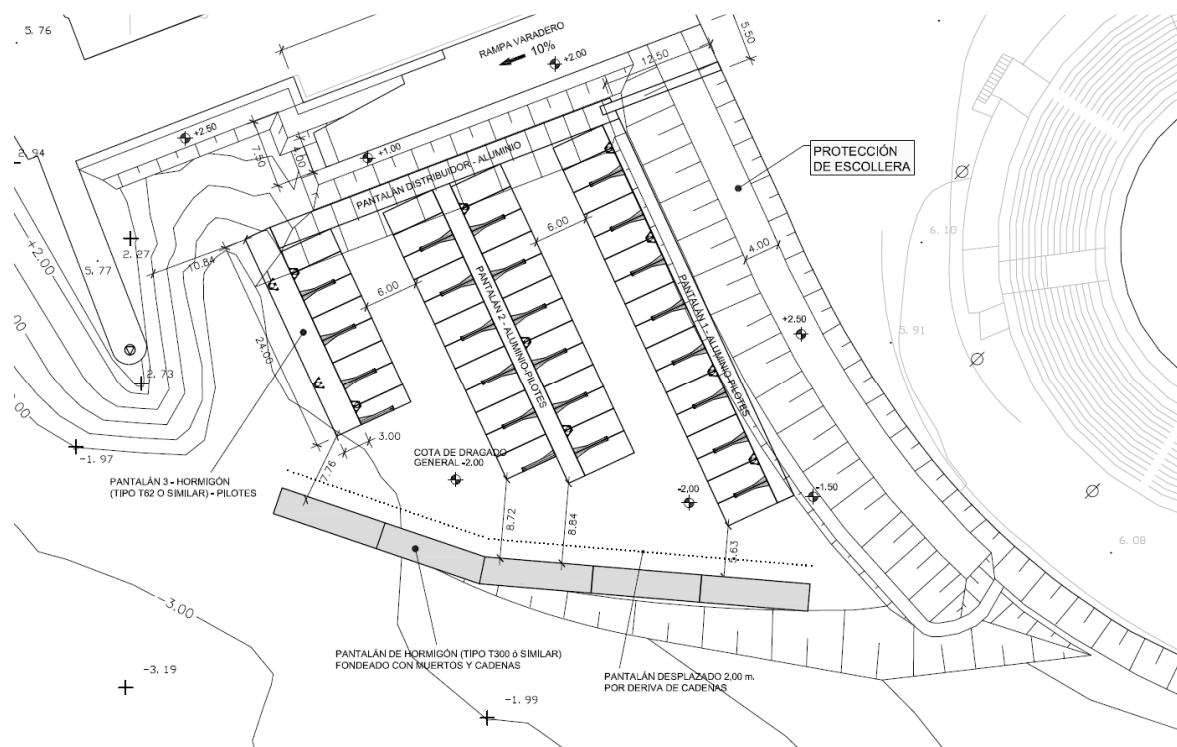 5. 76
RAMPA VARADERO
10%
+2.00
12.50
5.50
+2.50
2. 94
7.50
4.00
+1.00
PANTALÁN DISTRIBUIDOR - ALUMINIO
PROTECCIÓN
DE ESCOLLERA
+2.00
2.27
5.77
10.84
6.00
6.00
4.00
6. 10
PANTALÁN 2 - ALUMINIO-PILOTES
PANTALÁN 1 - ALUMINIO-PILOTES
+2.50
5. 91
24.00
2.73
-1.97
3.00
COTA DE DRAGADO
GENERAL -2.00
7.76
PANTALÁN 3 - HORMIGÓN
(TIPO T62 O SIMILAR) - PILOTES
-2,00
-1.50
8.72
8.84
5.63
6. 08
-3.00
-3.19
PANTALÁN DE HORMIGÓN (TIPO T300 ó SIMILAR)
FONDEADO CON MUERTOS Y CADENAS
PANTALÁN DESPLAZADO 2,00 m.
POR DERIVA DE CADENAS
-1.99